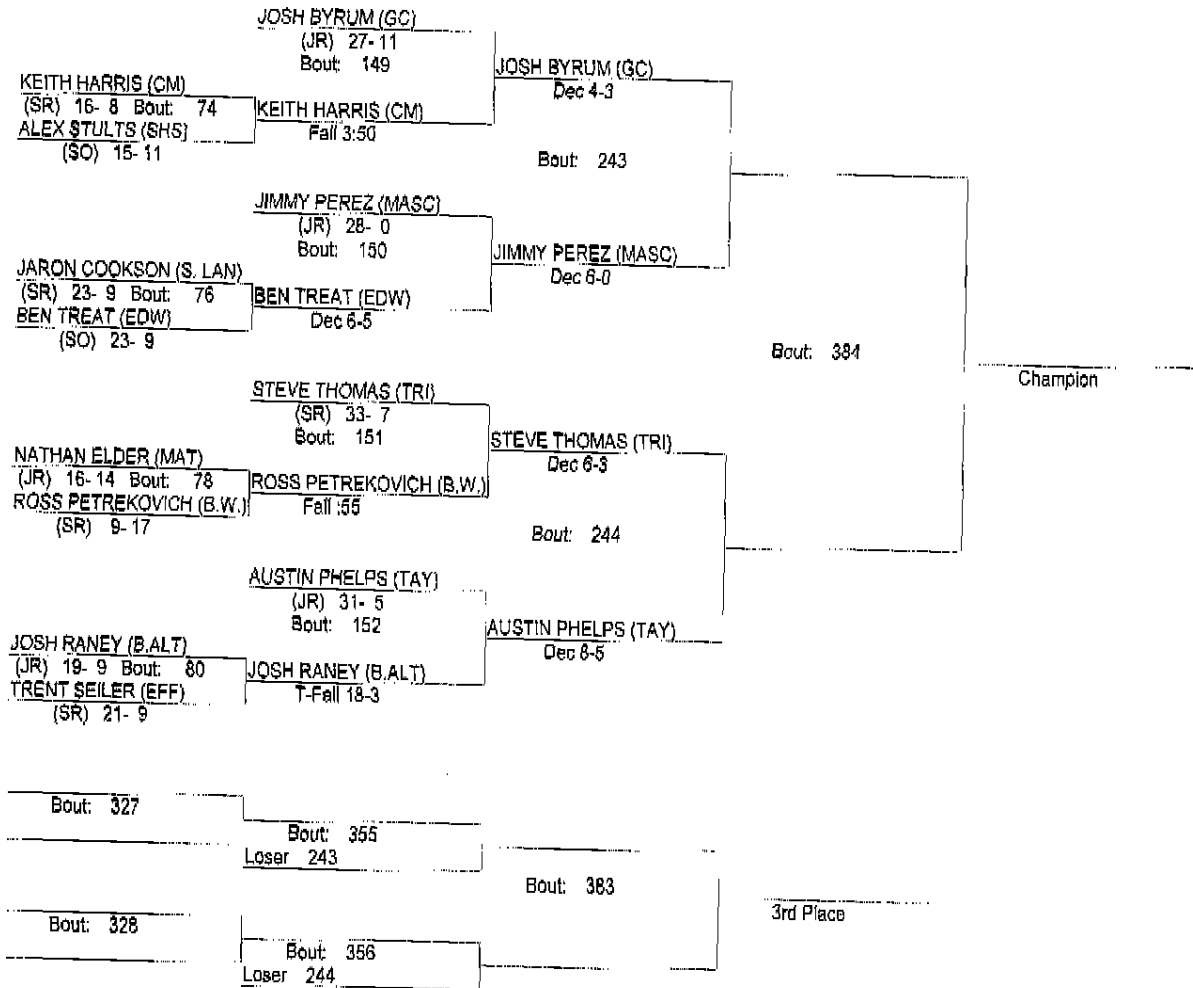 JOSH BYRUM (GC)
(JR) 27- 11
Bout: 149
JOSH BYRUM (GC)
Dec 4-3
KEITH HARRIS (CM)
(SR) 16- 8 Bout: 74
KEITH HARRIS (CM)
Fall 3:50
ALEX STULTS (SHS)
(SO) 15- 11
Bout: 243
JIMMY PEREZ (MASC)
(JR) 28- 0
Bout: 150
JIMMY PEREZ (MASC)
Dec 6-0
JARON COOKSON (S. LAN)
(SR) 23- 9 Bout: 76
BEN TREAT (EDW)
Dec 6-5
BEN TREAT (EDW)
(SO) 23- 9
Bout: 384
Champion
STEVE THOMAS (TRI)
(SR) 33- 7
Bout: 151
STEVE THOMAS (TRI)
Dec 6-3
NATHAN ELDER (MAT)
(JR) 16- 14 Bout: 78
ROSS PETREKOVICH (B.W.)
Fall :55
ROSS PETREKOVICH (B.W.)
(SR) 9- 17
Bout: 244
AUSTIN PHELPS (TAY)
(JR) 31- 5
Bout: 152
AUSTIN PHELPS (TAY)
Dec 8-5
JOSH RANEY (B.ALT)
(JR) 19- 9 Bout: 80
JOSH RANEY (B.ALT)
T-Fall 18-3
TRENT SEILER (EFF)
(SR) 21- 9
Bout: 327
Bout: 355
Loser 243
Bout: 383
3rd Place
Bout: 328
Bout: 356
Loser 244